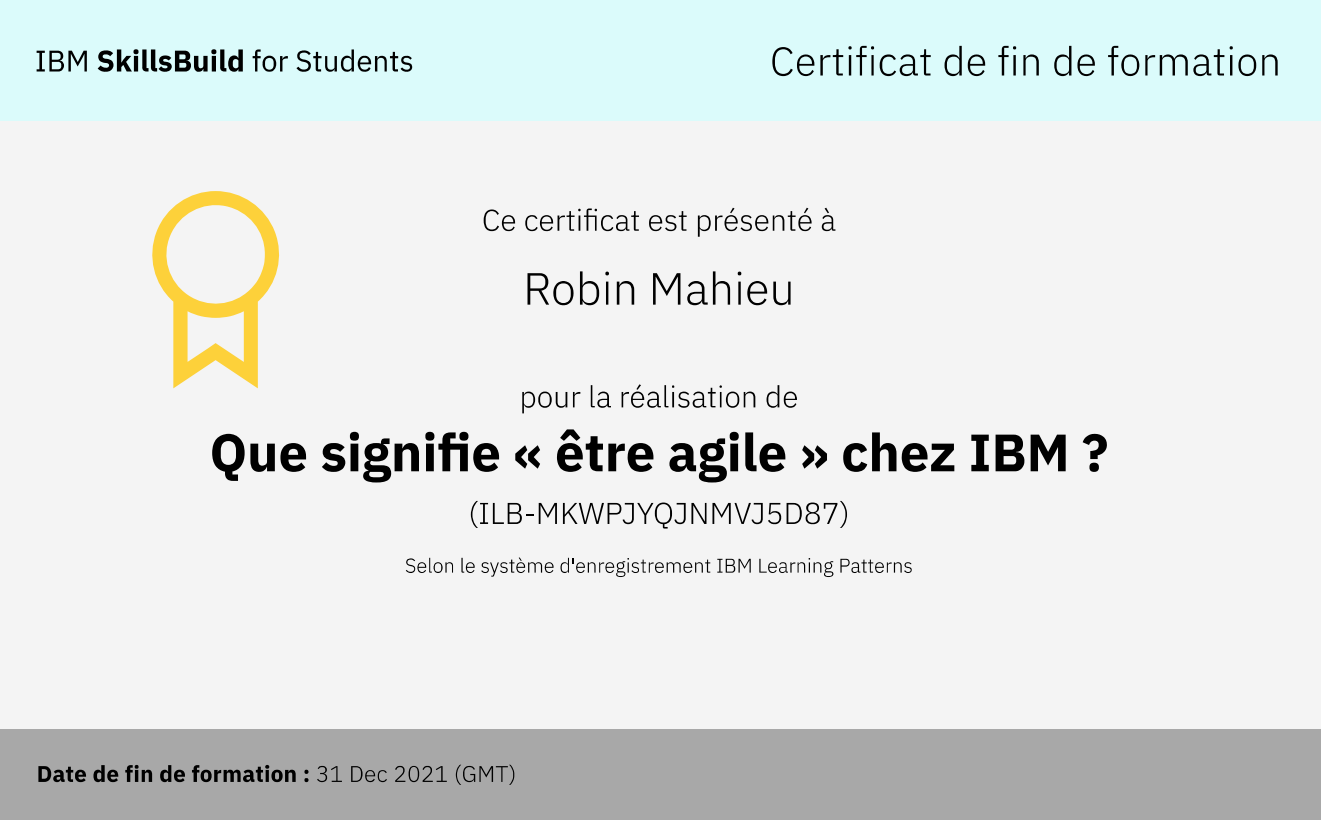 IBM SkillsBuild for Students
Certificat de fin de formation
Ce certificat est présenté à
Robin Mahieu
pour la réalisation de
Que signifie « être agile » chez IBM ?
(ILB-MKWPJYQJNMVJ5D87)
Selon le système d'enregistrement IBM Learning Patterns
Date de fin de formation : 31 Dec 2021 (GMT)